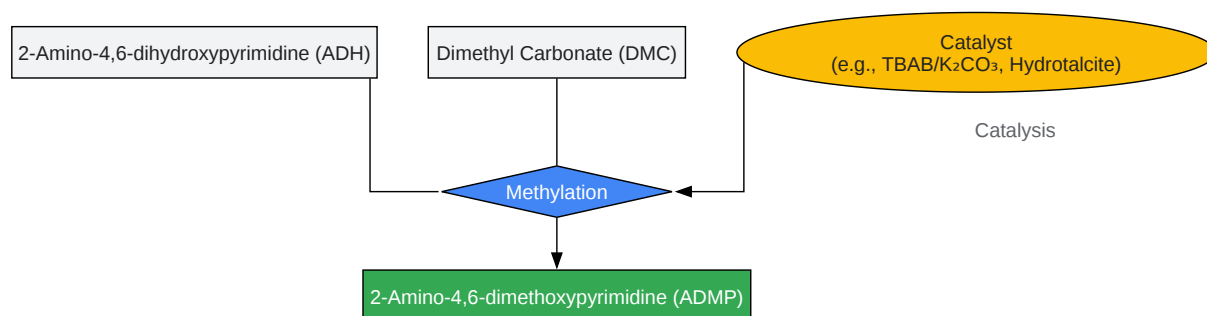 2-Amino-4,6-dihydroxypyrimidine (ADH)
Dimethyl Carbonate (DMC)
Catalyst
(e.g., TBAB/K₂CO₃, Hydrotalcite)
Catalysis
Methylation
2-Amino-4,6-dimethoxypyrimidine (ADMP)